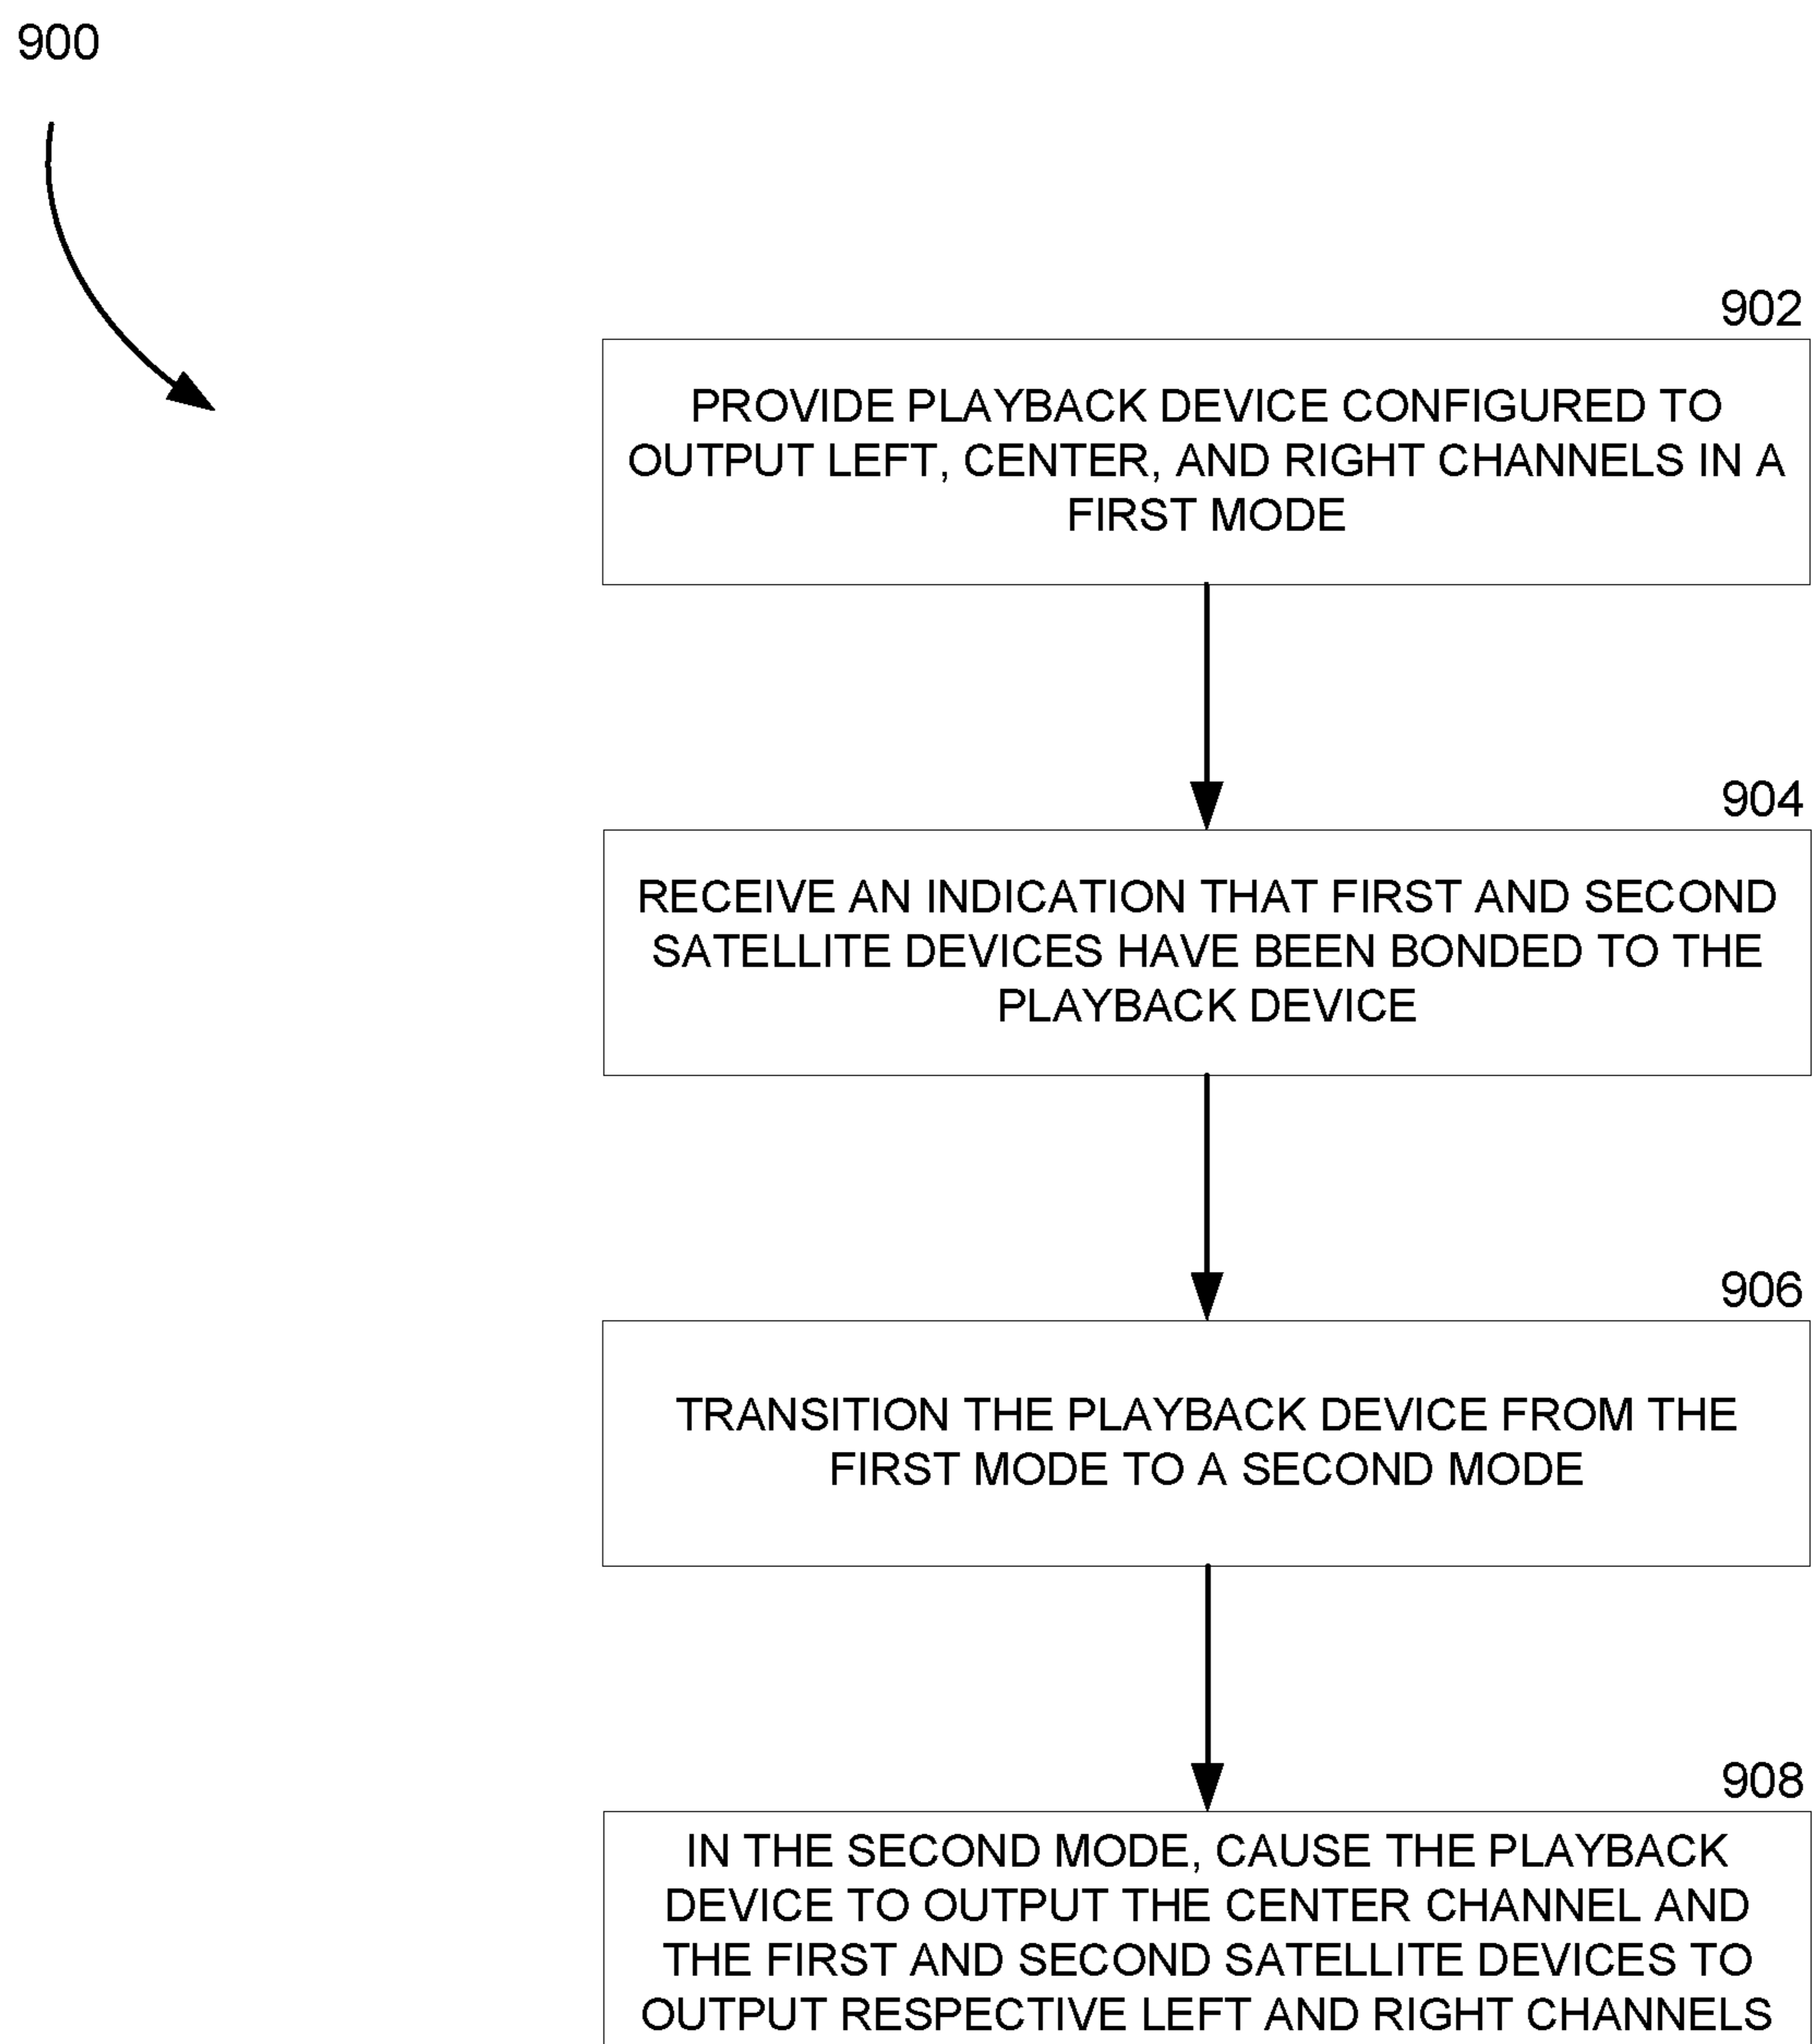 900
902
PROVIDE PLAYBACK DEVICE CONFIGURED TO
OUTPUT LEFT, CENTER, AND RIGHT CHANNELS IN A
FIRST MODE
904
RECEIVE AN INDICATION THAT FIRST AND SECOND
SATELLITE DEVICES HAVE BEEN BONDED TO THE
PLAYBACK DEVICE
906
TRANSITION THE PLAYBACK DEVICE FROM THE
FIRST MODE TO A SECOND MODE
908
IN THE SECOND MODE, CAUSE THE PLAYBACK
DEVICE TO OUTPUT THE CENTER CHANNEL AND
THE FIRST AND SECOND SATELLITE DEVICES TO
OUTPUT RESPECTIVE LEFT AND RIGHT CHANNELS